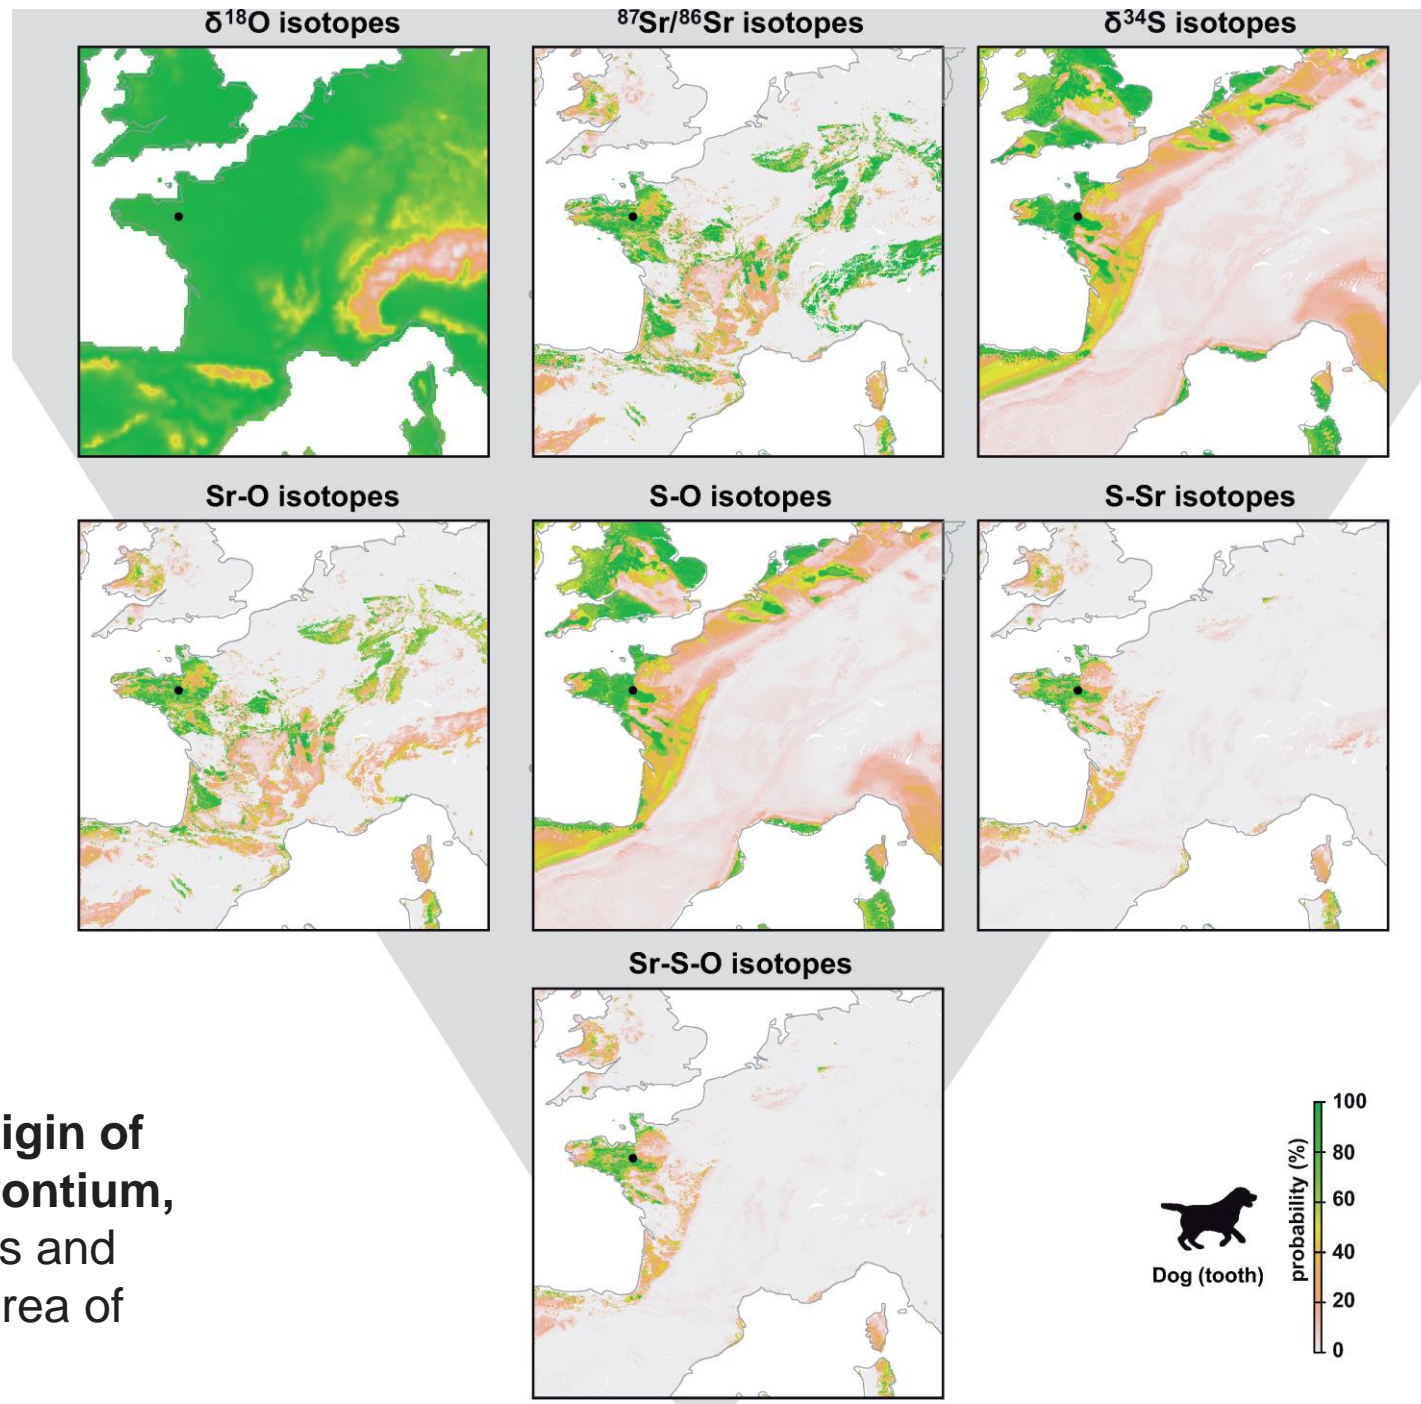 δ¹⁸O isotopes
⁸⁷Sr/⁸⁶Sr isotopes
δ³⁴S isotopes
Sr-O isotopes
S-O isotopes
S-Sr isotopes
Sr-S-O isotopes
igin of
ontium,
s and
rea of
Dog (tooth)
probability (%)
100
80
60
40
20
0